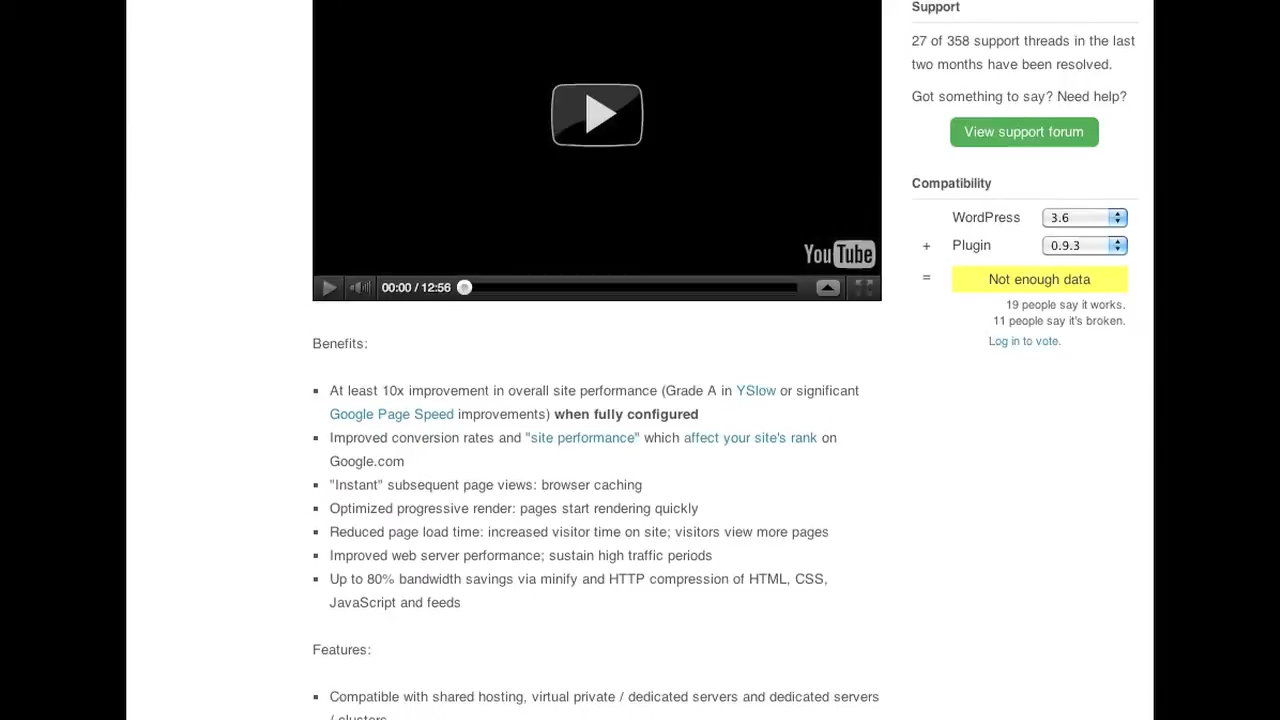 YouTube
00:00 / 12:56
Benefits:
At least 10x improvement in overall site performance (Grade A in YSlow or significant
Google Page Speed improvements) when fully configured
Improved conversion rates and "site performance" which affect your site's rank on
Google.com
"Instant" subsequent page views: browser caching
Optimized progressive render: pages start rendering quickly
Reduced page load time: increased visitor time on site; visitors view more pages
Improved web server performance; sustain high traffic periods
Up to 80% bandwidth savings via minify and HTTP compression of HTML, CSS,
JavaScript and feeds
Features:
Compatible with shared hosting, virtual private / dedicated servers and dedicated servers
/ clusters
Support
27 of 358 support threads in the last
two months have been resolved.
Got something to say? Need help?
View support forum
Compatibility
WordPress 3.6
+ Plugin 0.9.3
= Not enough data
19 people say it works.
11 people say it's broken.
Log in to vote.